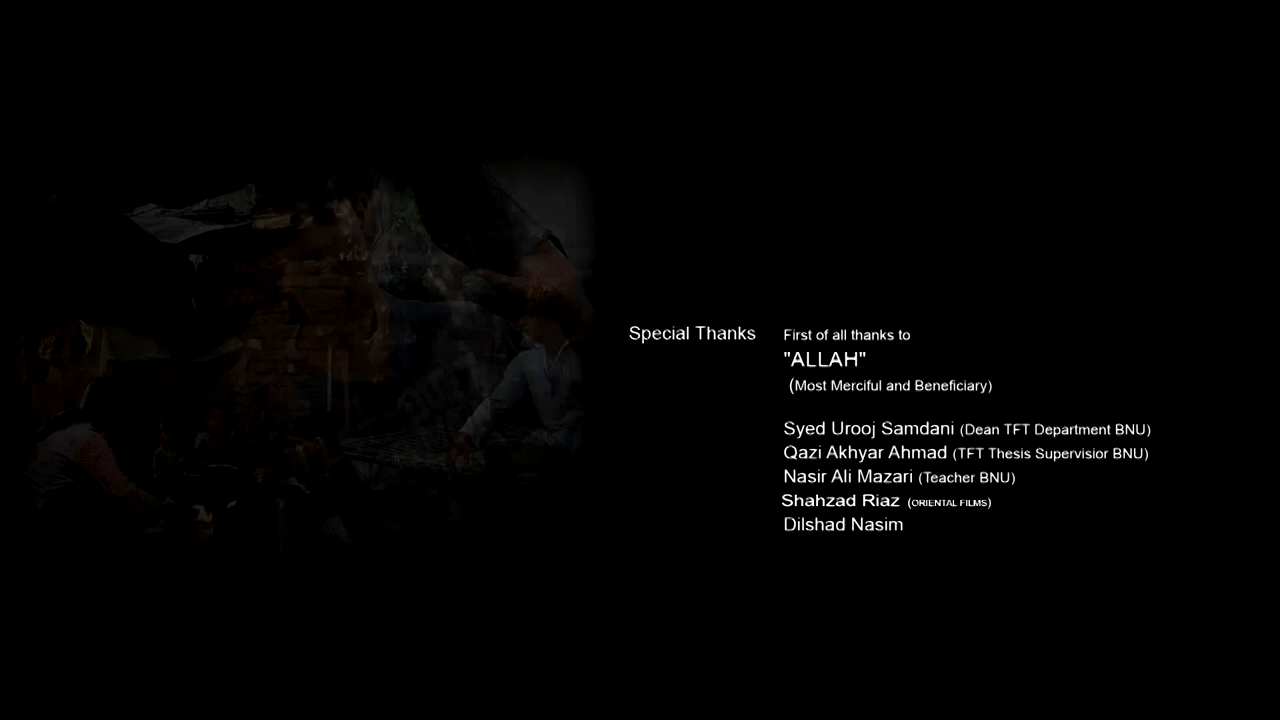 Special Thanks First of all thanks to
"ALLAH"
(Most Merciful and Beneficiary)
Syed Urooj Samdani (Dean TFT Department BNU)
Qazi Akhyar Ahmad (TFT Thesis Supervisior BNU)
Nasir Ali Mazari (Teacher BNU)
Shahzad Riaz (ORIENTAL FILMS)
Dilshad Nasim